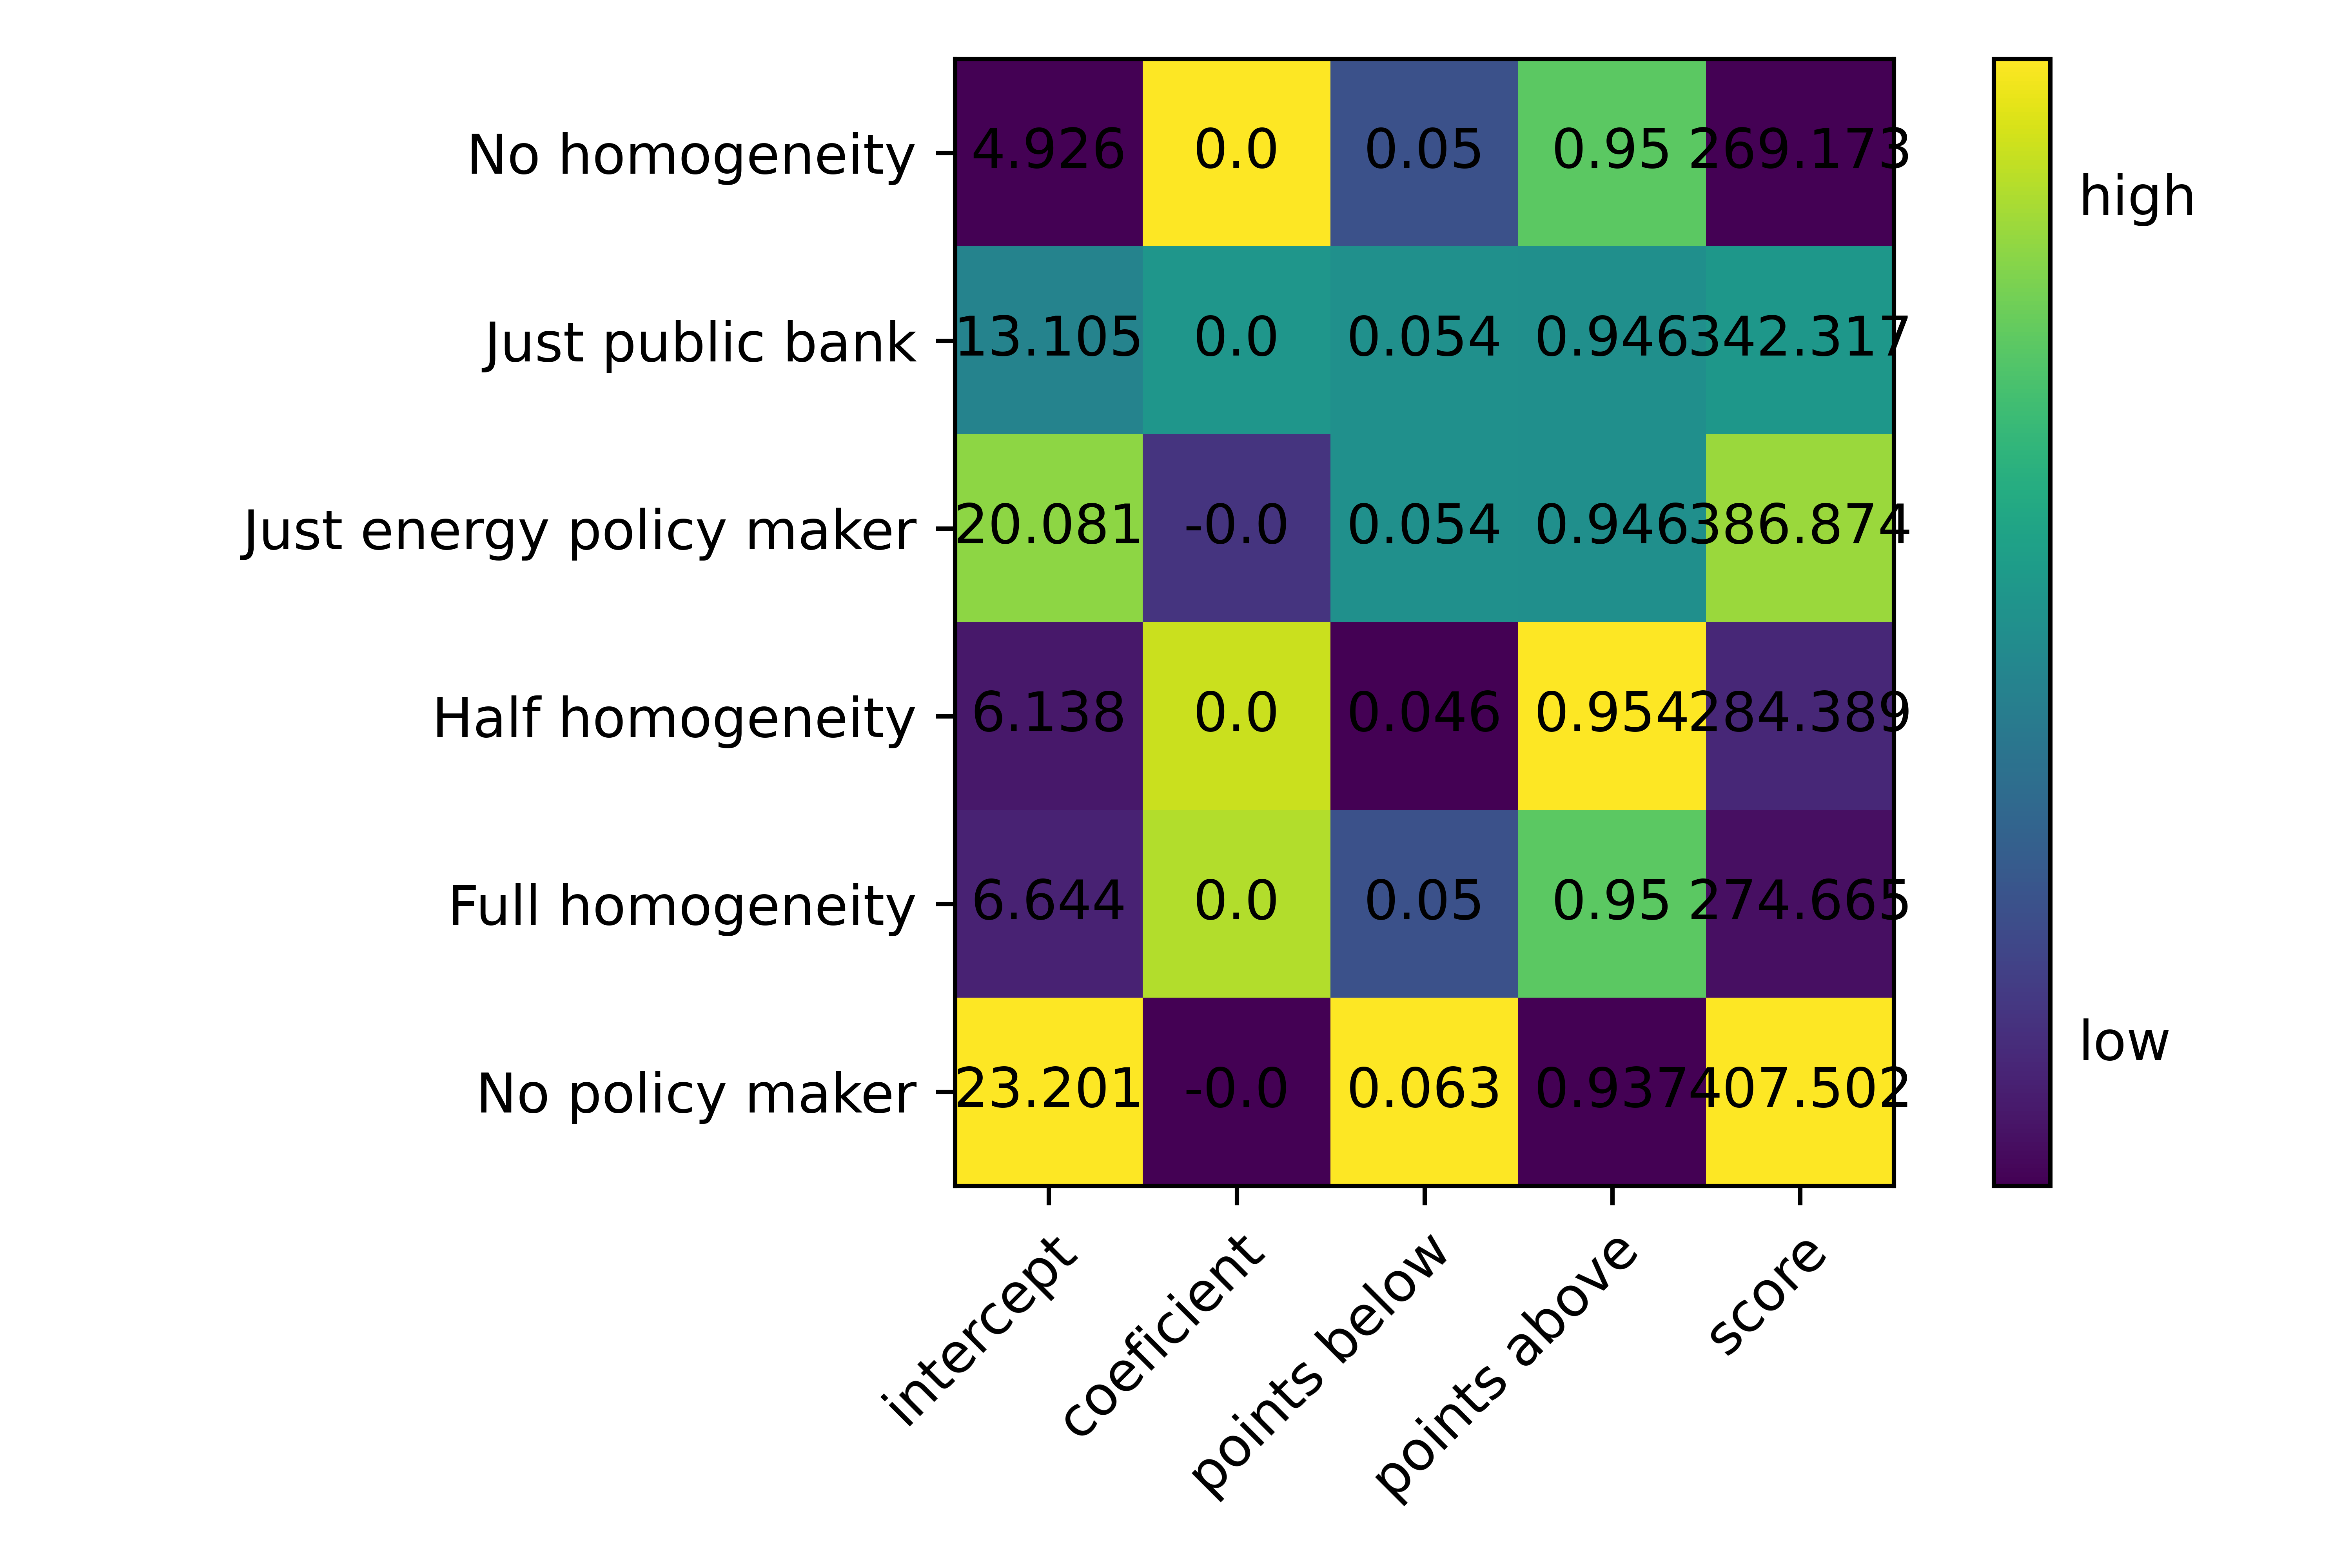 No homogeneity 4.926 0.0 0.05 0.95 269.173
high
Just public bank 13.105 0.0 0.054 0.946 342.317
Just energy policy maker 20.081 -0.0 0.054 0.946 386.874
Half homogeneity 6.138 0.0 0.046 0.954 284.389
Full homogeneity 6.644 0.0 0.05 0.95 274.665
low
No policy maker 23.201 -0.0 0.063 0.937 407.502
intercept
coeficient
points below
points above
score